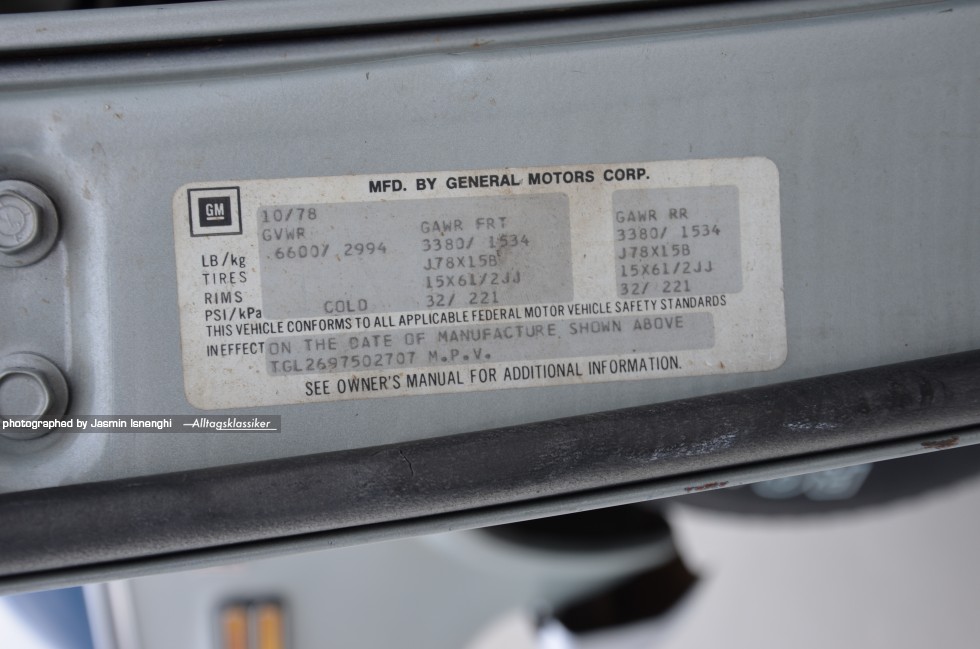 MFD. BY GENERAL MOTORS CORP.
GM
10/78
GVWR GAWR FRT GAWR RR
LB/kg 6600/ 2994 3380/ 1534 3380/ 1534
TIRES J78X15B J78X15B
RIMS 15X61/2JJ 15X61/2JJ
PSI/kPa COLD 32/ 221 32/ 221
THIS VEHICLE CONFORMS TO ALL APPLICABLE FEDERAL MOTOR VEHICLE SAFETY STANDARDS
IN EFFECT ON THE DATE OF MANUFACTURE SHOWN ABOVE
TGL2697502707 M.P.V.
SEE OWNER'S MANUAL FOR ADDITIONAL INFORMATION.
photographed by Jasmin Isnenghi —Alltagsklassiker